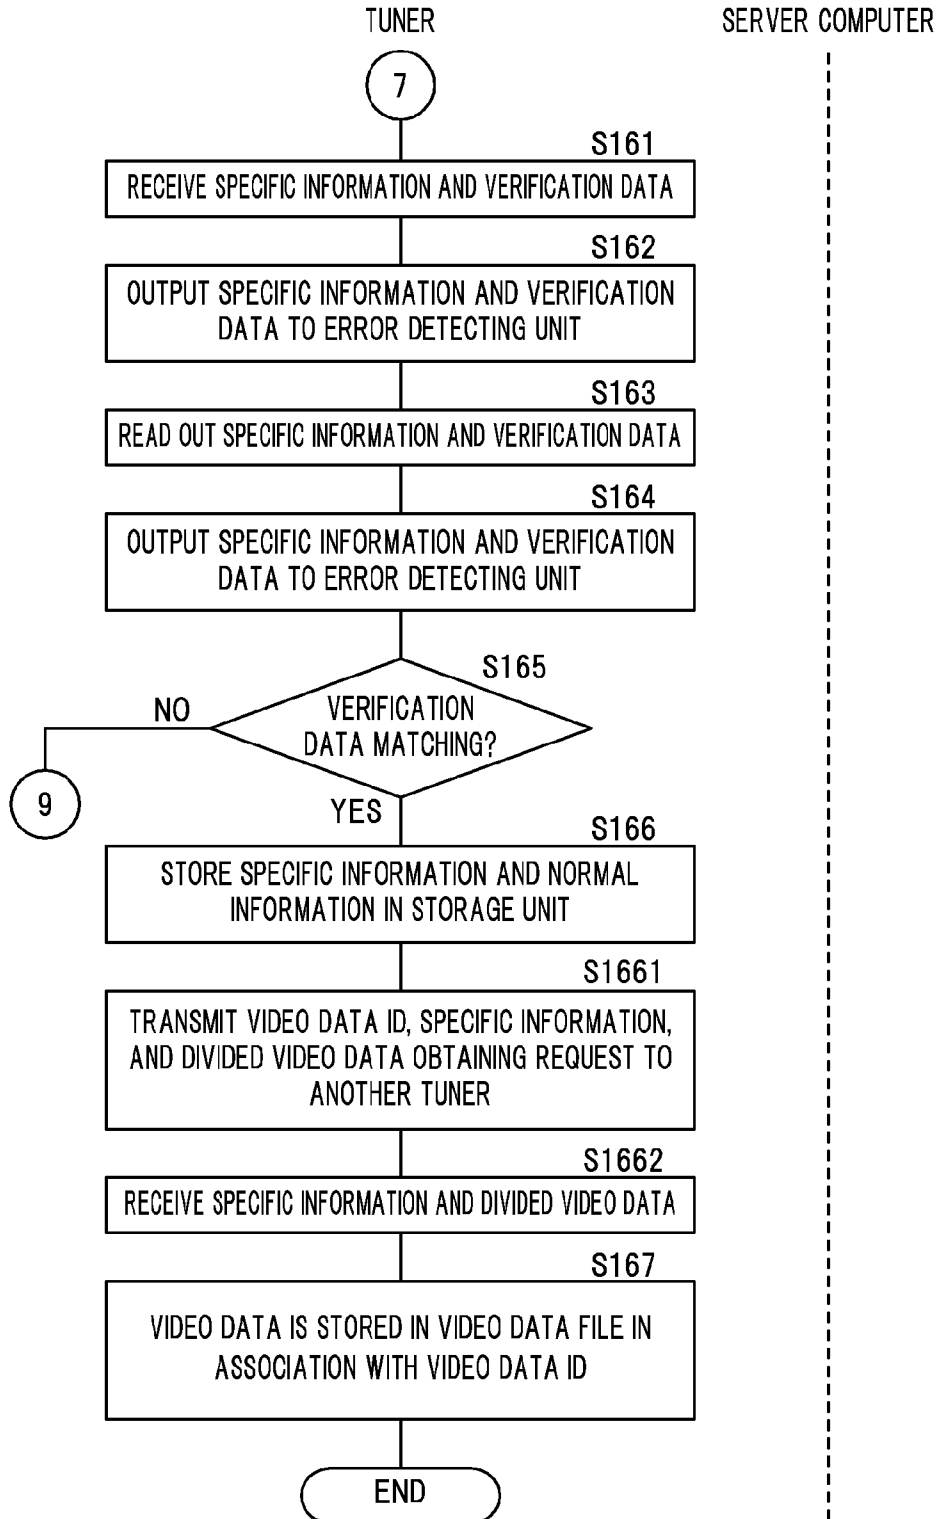 TUNER
SERVER COMPUTER
7
S161
RECEIVE SPECIFIC INFORMATION AND VERIFICATION DATA
S162
OUTPUT SPECIFIC INFORMATION AND VERIFICATION
DATA TO ERROR DETECTING UNIT
S163
READ OUT SPECIFIC INFORMATION AND VERIFICATION DATA
S164
OUTPUT SPECIFIC INFORMATION AND VERIFICATION
DATA TO ERROR DETECTING UNIT
S165
VERIFICATION
DATA MATCHING?
NO
9
YES
S166
STORE SPECIFIC INFORMATION AND NORMAL
INFORMATION IN STORAGE UNIT
S1661
TRANSMIT VIDEO DATA ID, SPECIFIC INFORMATION,
AND DIVIDED VIDEO DATA OBTAINING REQUEST TO
ANOTHER TUNER
S1662
RECEIVE SPECIFIC INFORMATION AND DIVIDED VIDEO DATA
S167
VIDEO DATA IS STORED IN VIDEO DATA FILE IN
ASSOCIATION WITH VIDEO DATA ID
END